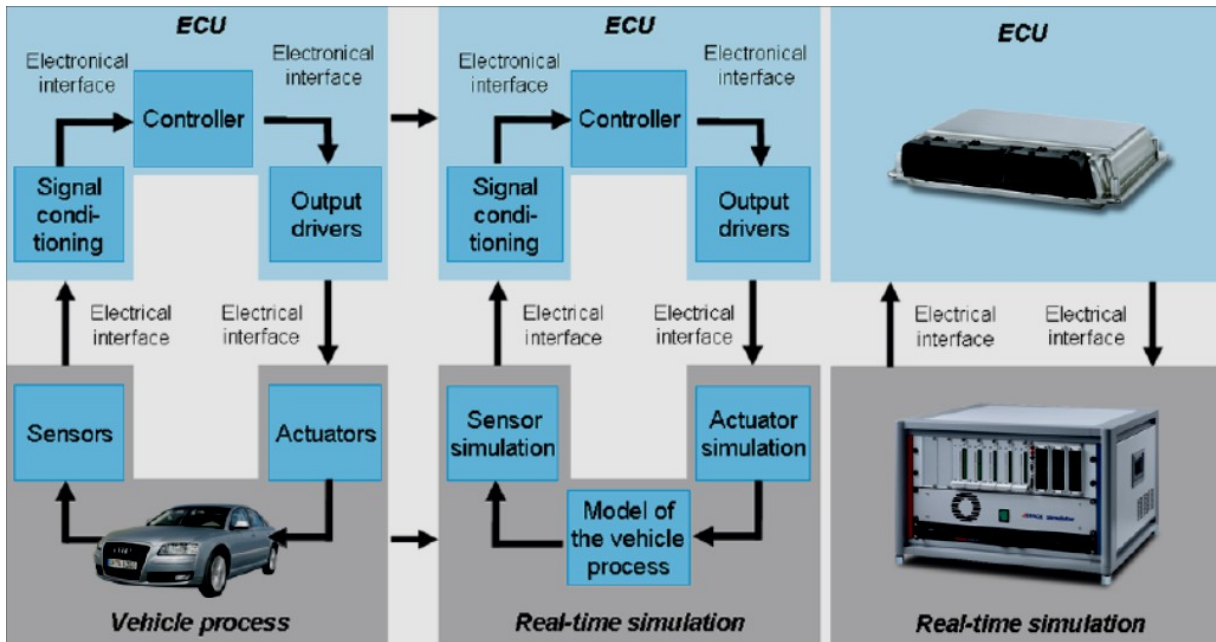 ECU
Electronical
interface
Electronical
interface
Controller
Signal
condi-
tioning
Output
drivers
Electrical
interface
Electrical
interface
Sensors
Actuators
Vehicle process
ECU
Electronical
interface
Electronical
interface
Controller
Signal
condi-
tioning
Output
drivers
Electrical
interface
Electrical
interface
Sensor
simulation
Actuator
simulation
Model of
the vehicle
process
Real-time simulation
ECU
Electrical
interface
Electrical
interface
Real-time simulation